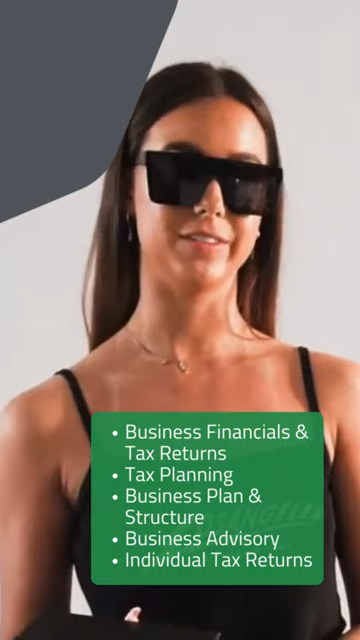 • Business Financials &
Tax Returns
• Tax Planning
• Business Plan &
Structure
• Business Advisory
• Individual Tax Returns